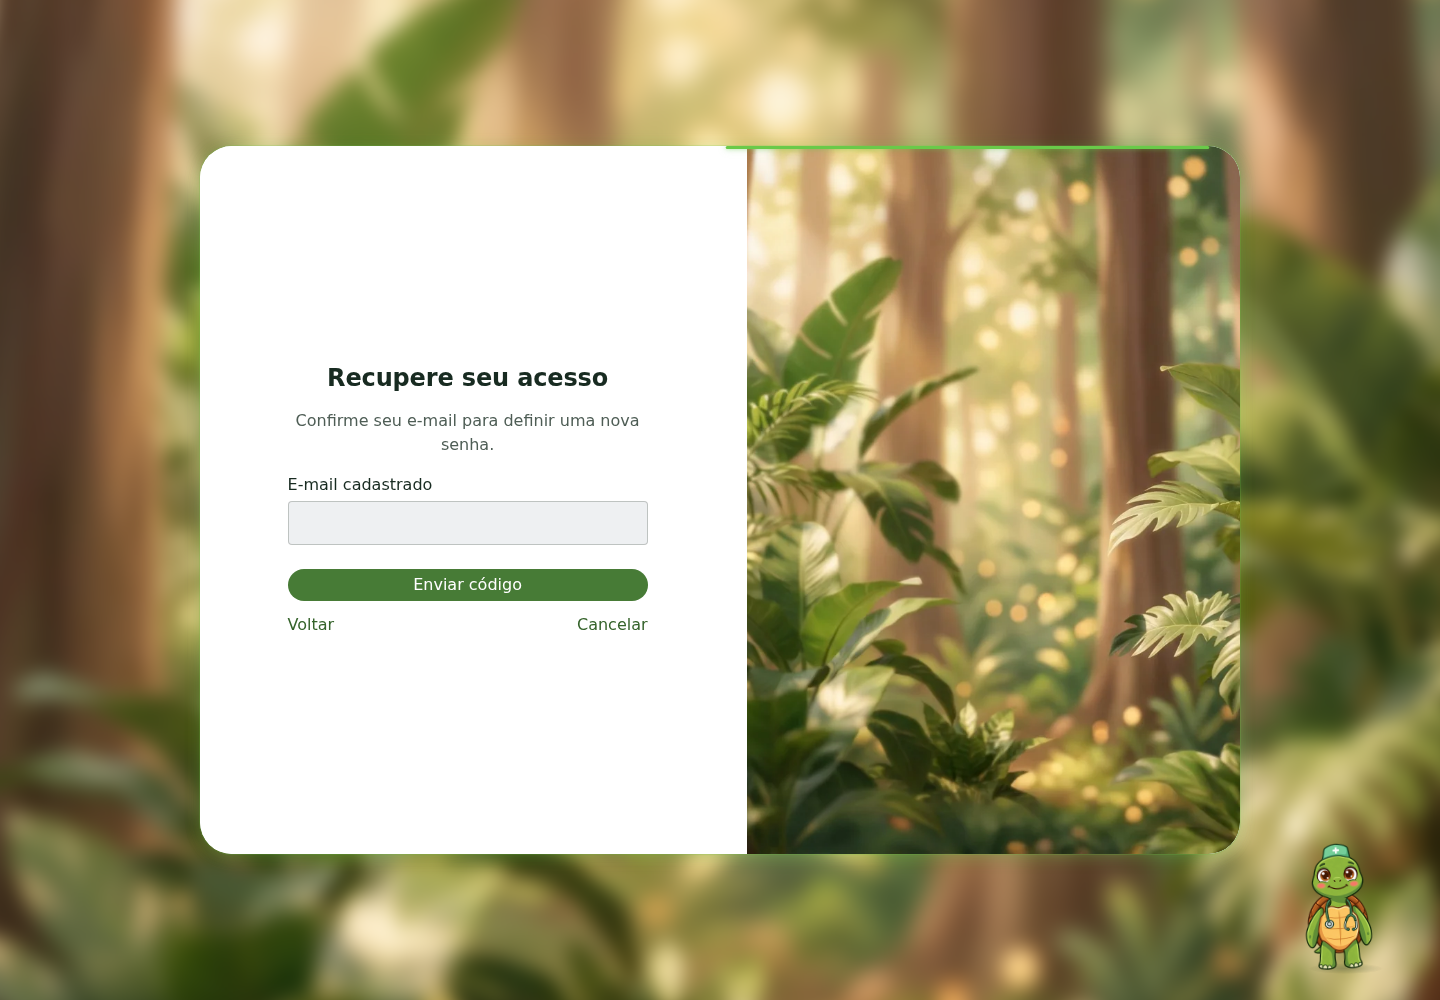 Recupere seu acesso
Confirme seu e-mail para definir uma nova
senha.
E-mail cadastrado
Enviar código
Voltar
Cancelar